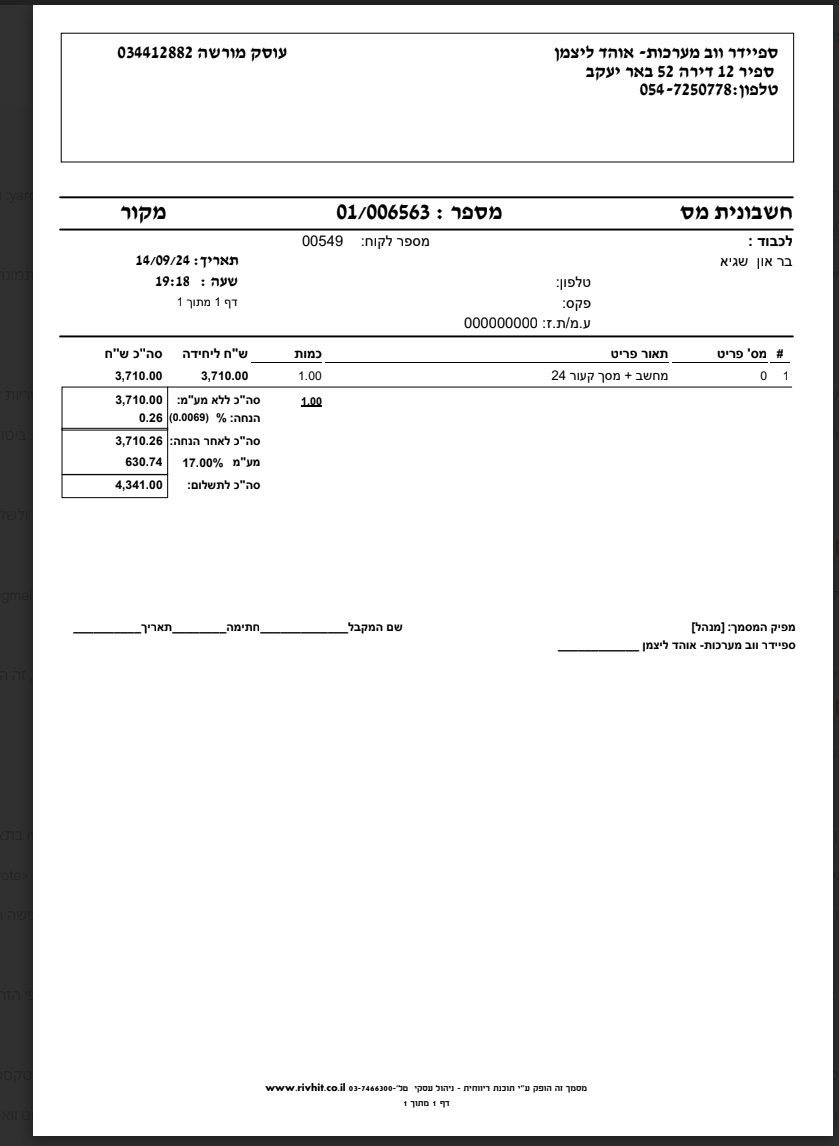 ספיידר ווב מערכות- אוהד ליצמן
עוסק מורשה 034412882
ספיר 12 דירה 52 באר יעקב
טלפון:054-7250778
חשבונית מס מספר : 01/006563 מקור
לכבוד : מספר לקוח: 00549
בר און שגיא תאריך: 14/09/24
טלפון: שעה : 19:18
פקס: דף 1 מתוך 1
ע.מ/ת.ז: 000000000
# מס' פריט תאור פריט כמות ש"ח ליחידה סה"כ ש"ח
1 0 מחשב + מסך קעור 24 1.00 3,710.00 3,710.00
1.00 סה"כ ללא מע"מ: 3,710.00
הנחה: % (0.0069) 0.26
סה"כ לאחר הנחה: 3,710.26
מע"מ 17.00% 630.74
סה"כ לתשלום: 4,341.00
מפיק המסמך: [מנהל] שם המקבל______________חתימה________תאריך__________
ספיידר ווב מערכות- אוהד ליצמן ____________
מסמך זה הופק ע"י תוכנת ריווחית - ניהול עסקי טל'-03-7466300 www.rivhit.co.il
דף 1 מתוך 1